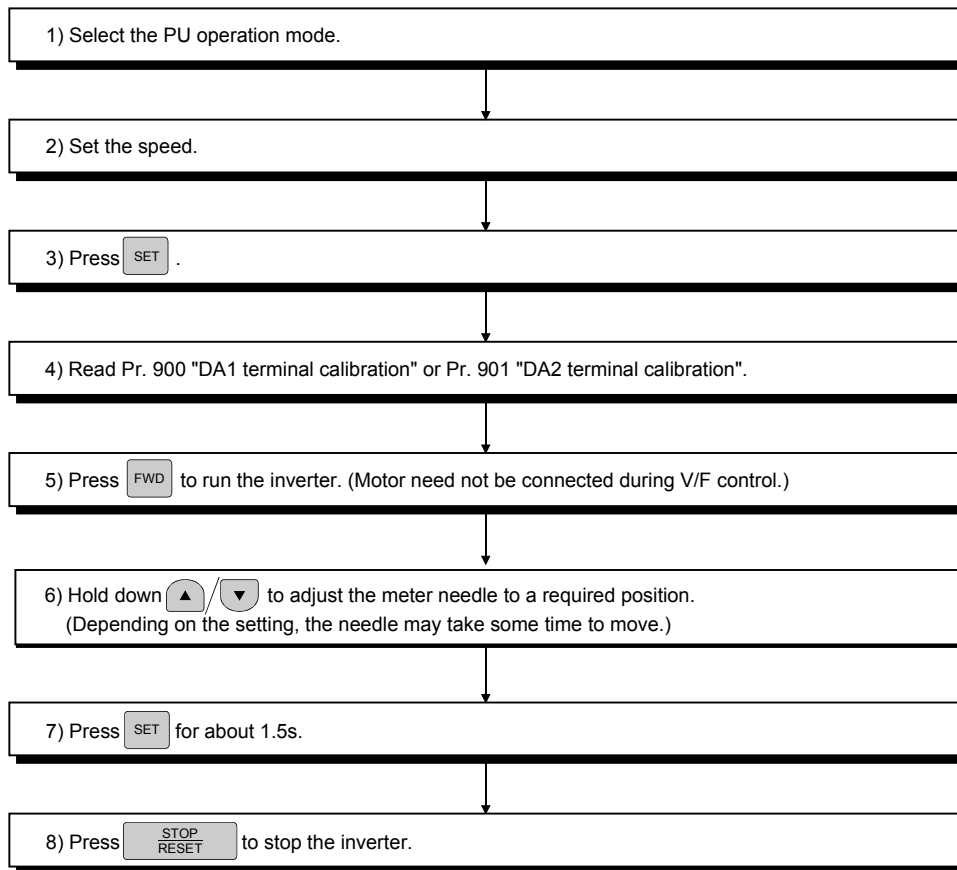 1) Select the PU operation mode.
2) Set the speed.
3) Press SET .
4) Read Pr. 900 "DA1 terminal calibration" or Pr. 901 "DA2 terminal calibration".
5) Press FWD to run the inverter. (Motor need not be connected during V/F control.)
6) Hold down ▲/▼ to adjust the meter needle to a required position.
(Depending on the setting, the needle may take some time to move.)
7) Press SET for about 1.5s.
8) Press STOP RESET to stop the inverter.